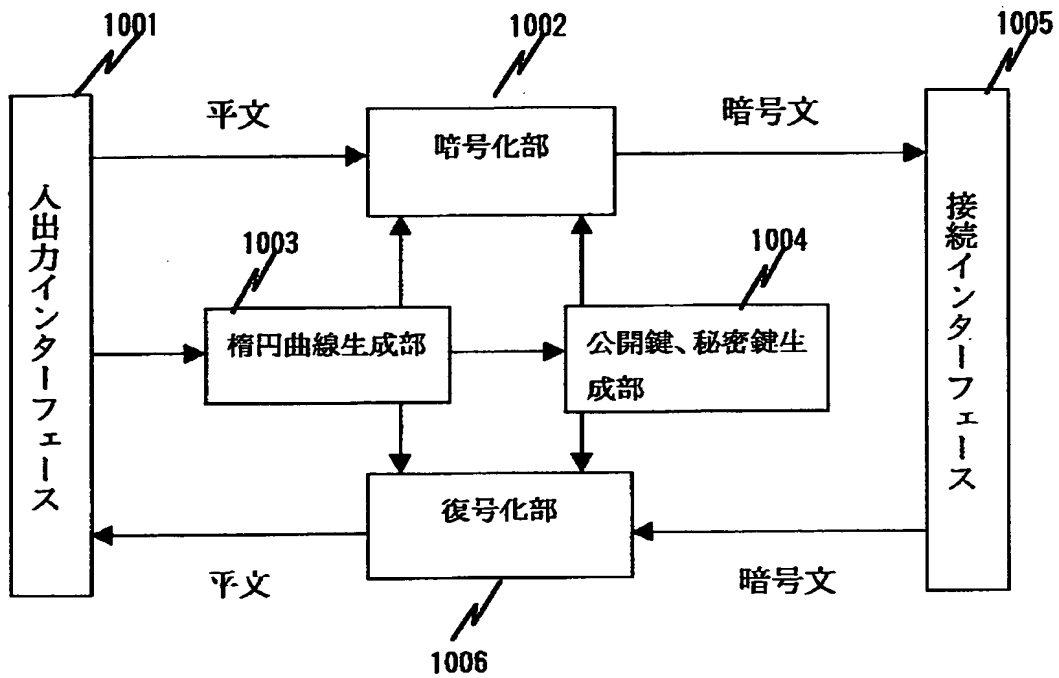 1001
1002
1005
平文
暗号文
暗号化部
入出力インターフェース
接続インターフェース
1003
1004
楕円曲線生成部
公開鍵、秘密鍵生
成部
復号化部
平文
暗号文
1006